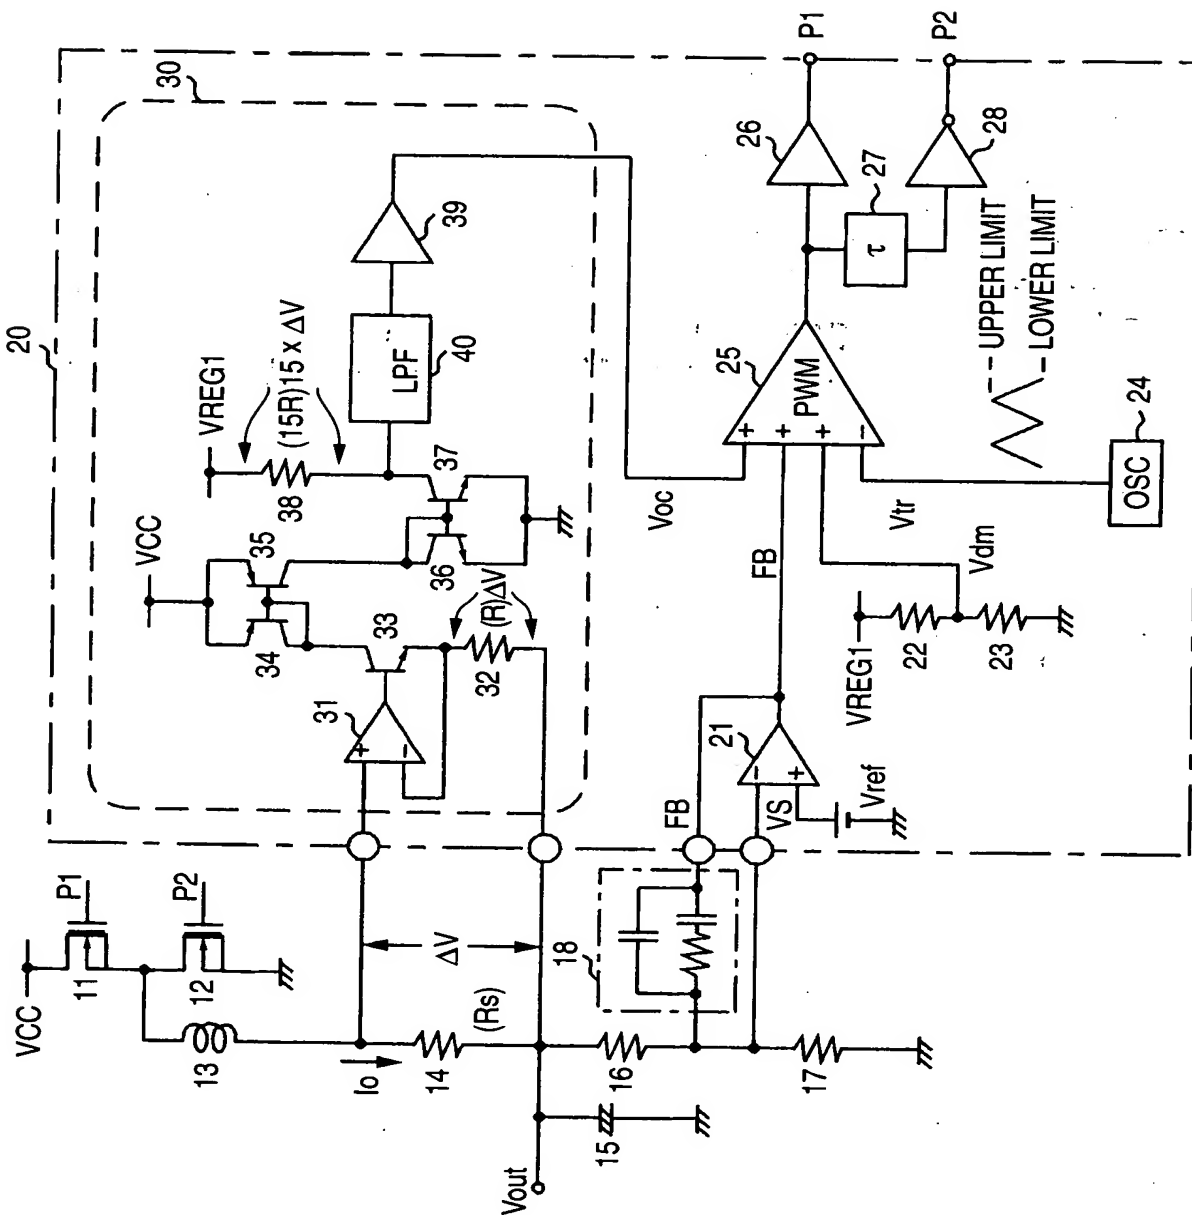 20
30
VCC
P1
11
P2
12
13
Io
14
(Rs)
ΔV
Vout
15
16
17
18
FB
VS
Vref
21
31
+
-
33
34
35
VCC
32
(R)ΔV
36
37
38
VREG1
(15R)15 x ΔV
LPF
40
39
Voc
FB
Vdm
Vtr
VREG1
22
23
OSC
24
+
+
+
-
PWM
25
26
P1
τ
27
28
P2
UPPER LIMIT
LOWER LIMIT
-
+